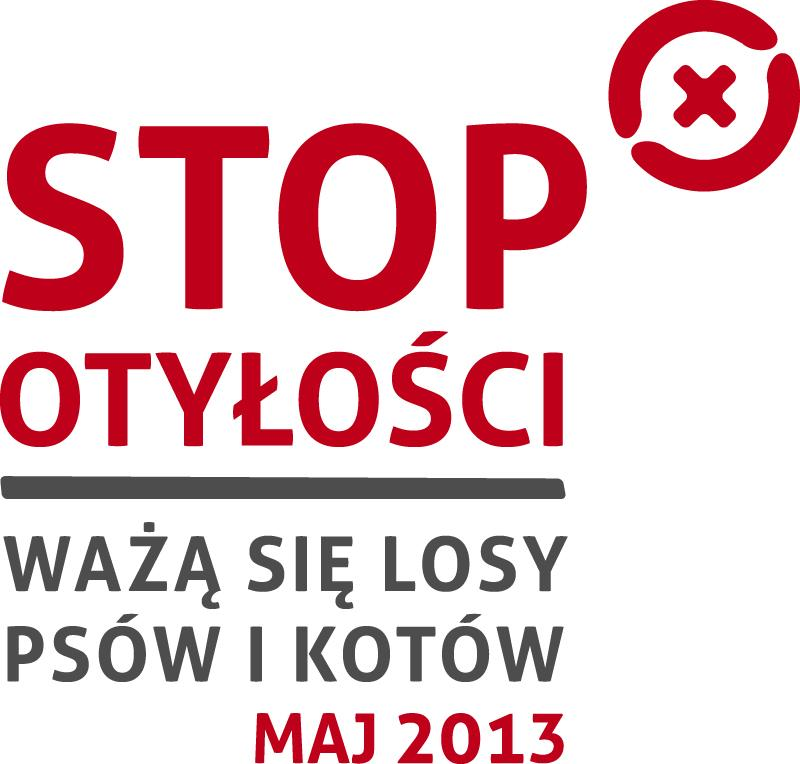 STOP
OTYŁOŚCI
WAŻĄ SIĘ LOSY
PSÓW I KOTÓW
MAJ 2013